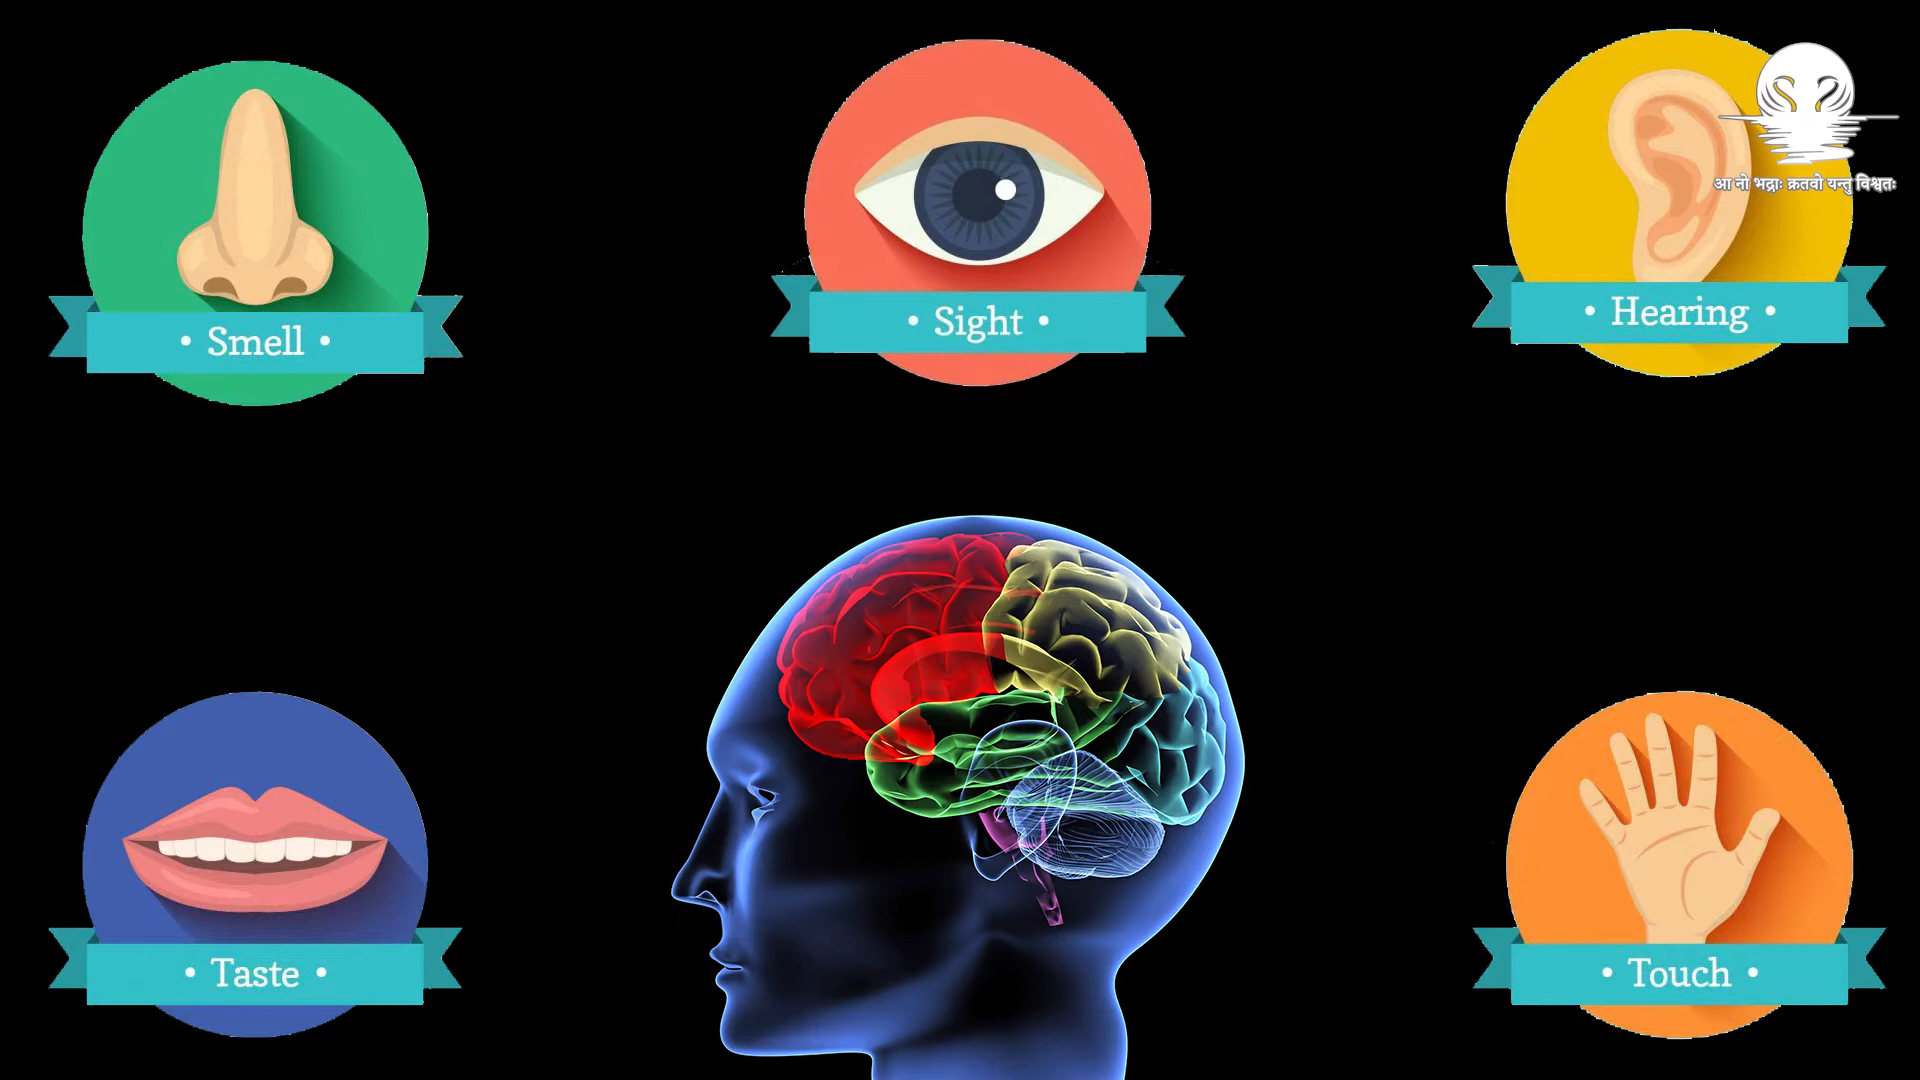 • Smell •
• Sight •
• Hearing •
आ नो भद्राः क्रतवो यन्तु विश्वतः
• Taste •
• Touch •